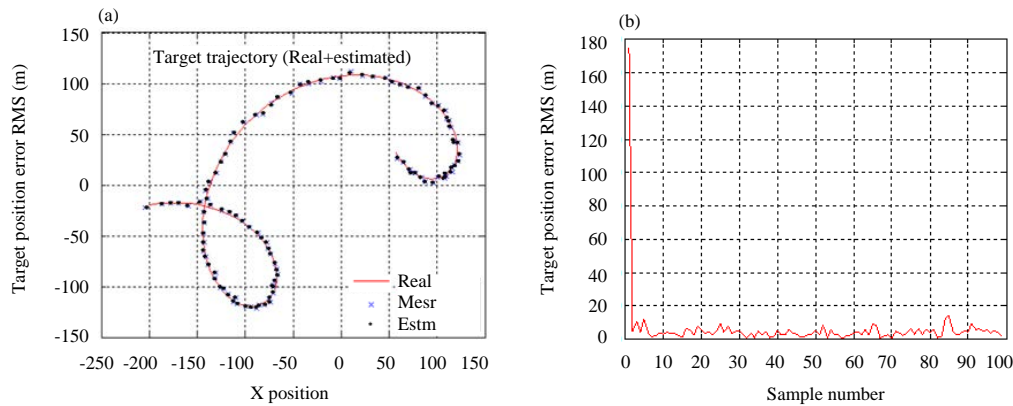 (a)
Target position error RMS (m)
150
100
50
0
-50
-100
-150
Target trajectory (Real+estimated)
Real
Mesr
Estm
-250 -200 -150 -100 -50 0 50 100 150
X position
(b)
Target position error RMS (m)
180
160
140
120
100
80
60
40
20
0
0 10 20 30 40 50 60 70 80 90 100
Sample number